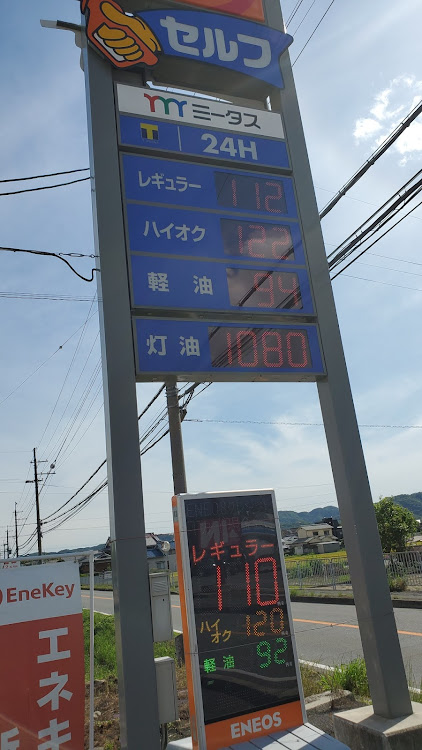 セルフ
ミータス
T 24H
レギュラー 112
ハイオク 122
軽油 94
灯油 1080
レギュラー
110
ハイオク 120
軽油 92
ENEOS
EneKey
エネキ